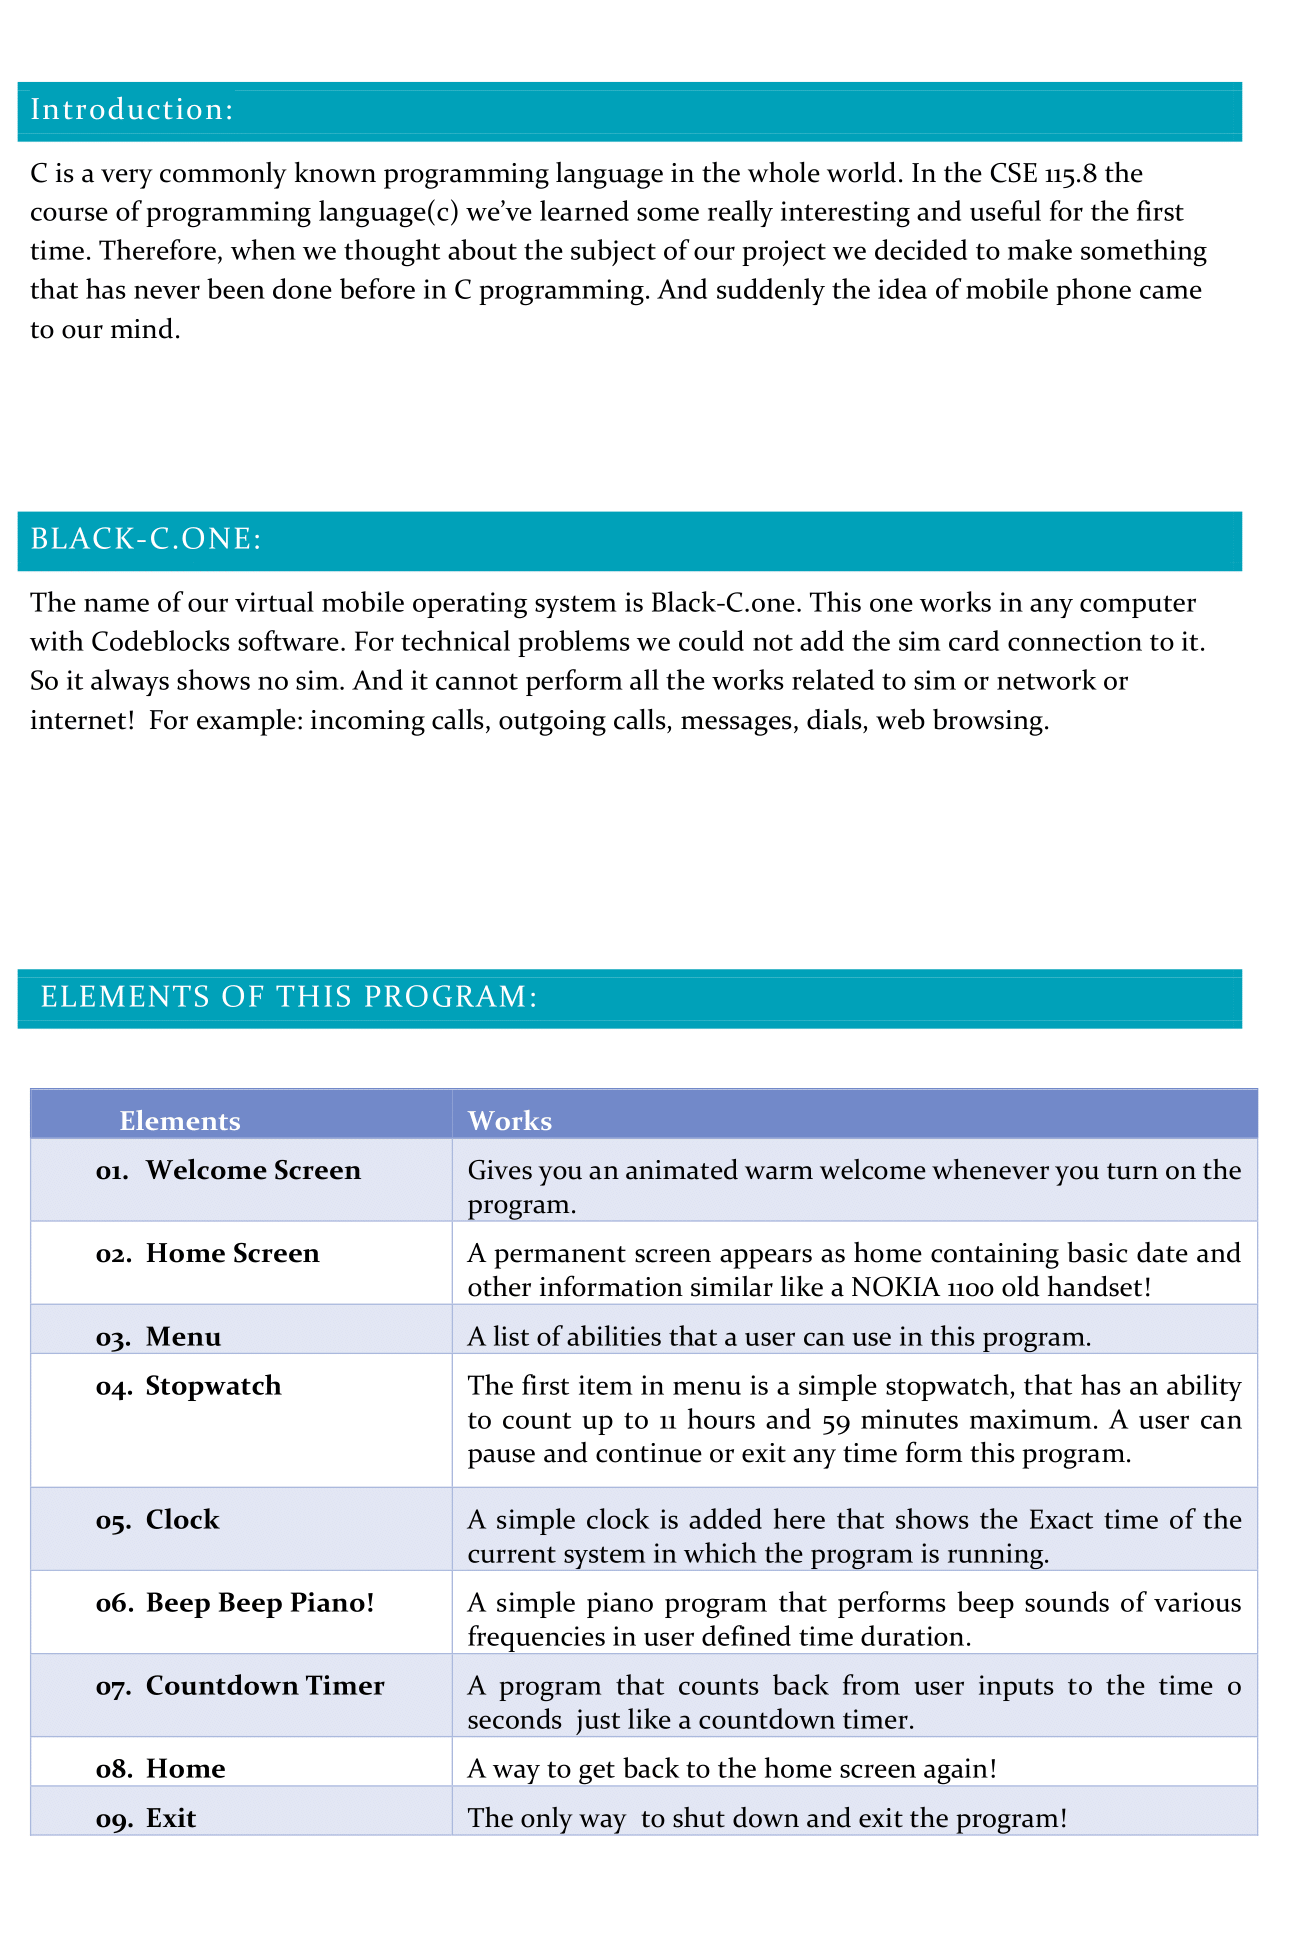 Introduction:
C is a very commonly known programming language in the whole world. In the CSE 115.8 the
course of programming language(c) we’ve learned some really interesting and useful for the first
time. Therefore, when we thought about the subject of our project we decided to make something
that has never been done before in C programming. And suddenly the idea of mobile phone came
to our mind.
BLACK-C.ONE:
The name of our virtual mobile operating system is Black-C.one. This one works in any computer
with Codeblocks software. For technical problems we could not add the sim card connection to it.
So it always shows no sim. And it cannot perform all the works related to sim or network or
internet!  For example: incoming calls, outgoing calls, messages, dials, web browsing.
ELEMENTS OF THIS PROGRAM:
Elements Works
01. Welcome Screen Gives you an animated warm welcome whenever you turn on the
program.
02. Home Screen A permanent screen appears as home containing basic date and
other information similar like a NOKIA 1100 old handset!
03. Menu A list of abilities that a user can use in this program.
04. Stopwatch The first item in menu is a simple stopwatch, that has an ability
to count up to 11 hours and 59 minutes maximum. A user can
pause and continue or exit any time form this program.
05. Clock A simple clock is added here that shows the Exact time of the
current system in which the program is running.
06. Beep Beep Piano! A simple piano program that performs beep sounds of various
frequencies in user defined time duration.
07. Countdown Timer A program that counts back from user inputs to the time 0
seconds  just like a countdown timer.
08. Home A way to get back to the home screen again!
09. Exit The only way  to shut down and exit the program!